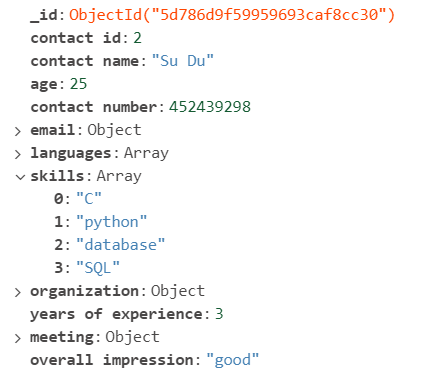 _id: ObjectId("5d786d9f59959693caf8cc30")
contact id: 2
contact name: "Su Du"
age: 25
contact number: 452439298
email: Object
languages: Array
skills: Array
0: "C"
1: "python"
2: "database"
3: "SQL"
organization: Object
years of experience: 3
meeting: Object
overall impression: "good"